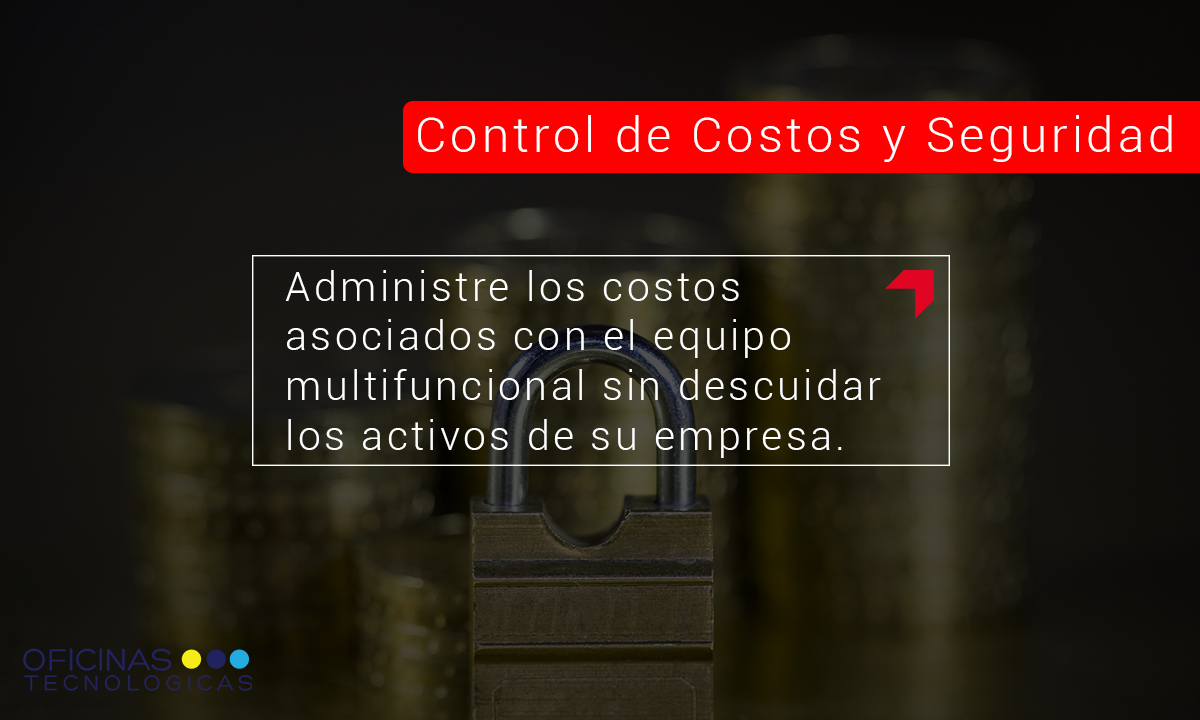 Control de Costos y Seguridad
Administre los costos
asociados con el equipo
multifuncional sin descuidar
los activos de su empresa.
OFICINAS
TECNOLOGICAS